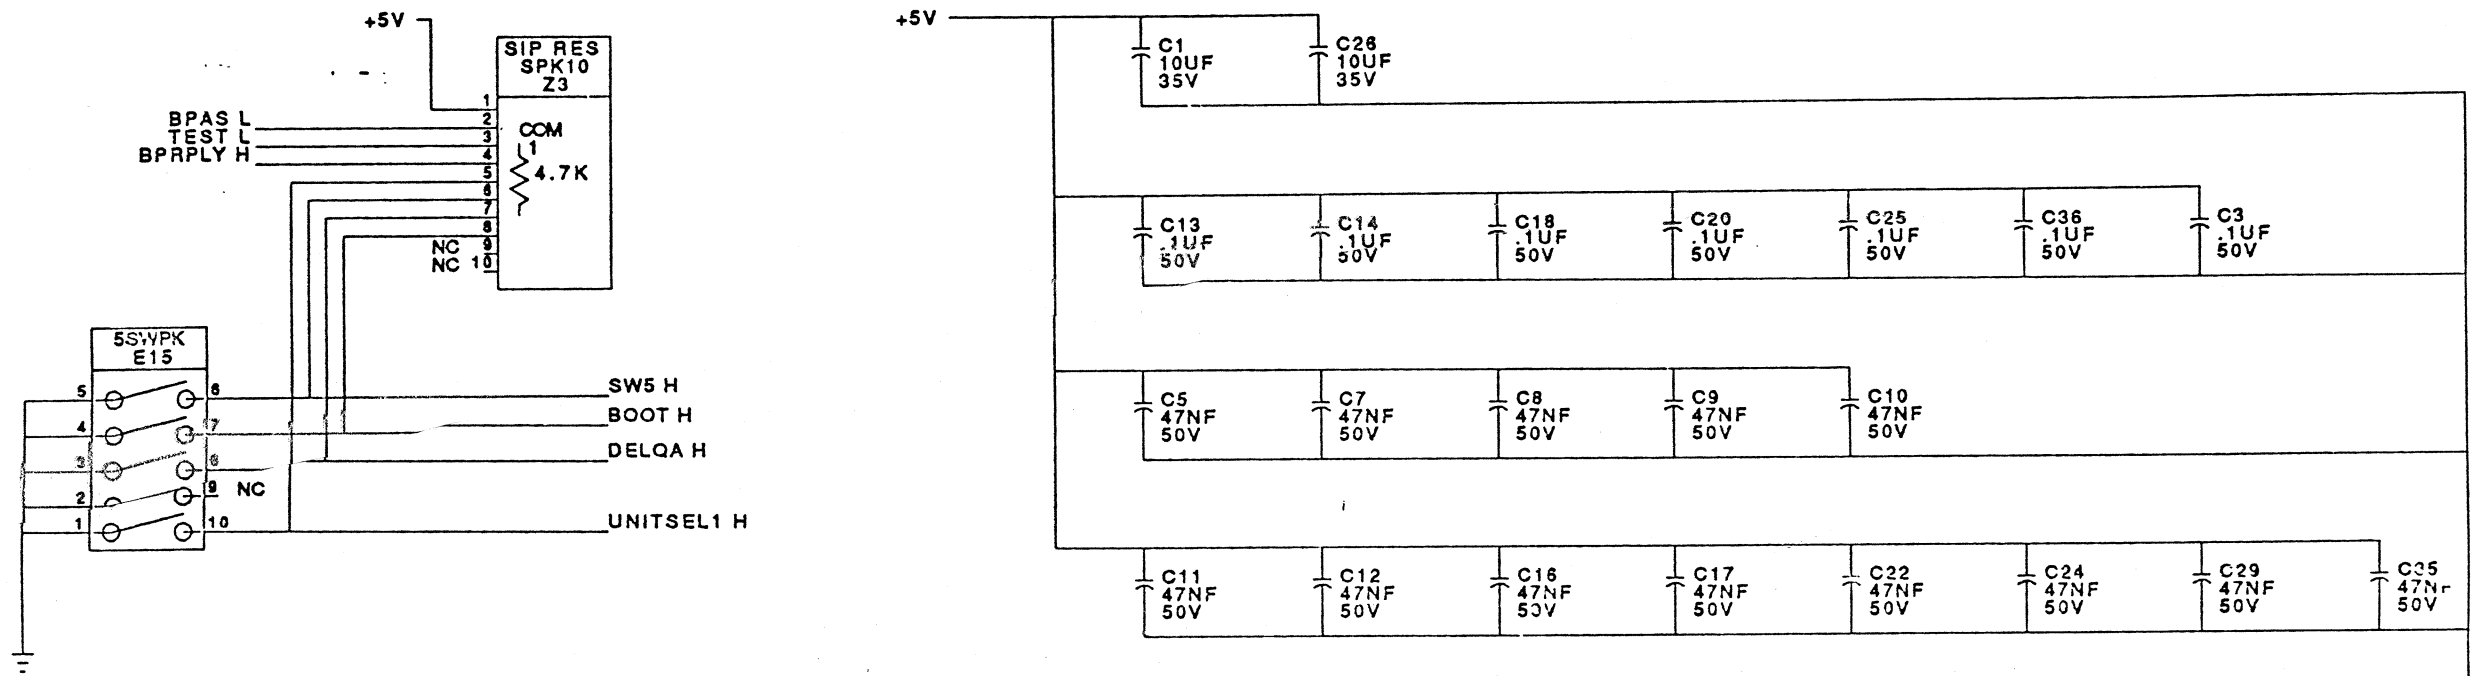 +5V
SIP RES
SPK10
Z3
1
2
3
4
5
6
7
8
9
10
BPAS L
TEST L
BPRPLY H
COM
1
4.7K
NC
NC
5SWPK
E15
5
6
SW5 H
4
7
BOOT H
3
8
DELQA H
2
9
NC
1
10
UNITSEL1 H
+5V
C1
10UF
35V
C26
10UF
35V
C13
.1UF
50V
C14
.1UF
50V
C18
.1UF
50V
C20
.1UF
50V
C25
.1UF
50V
C36
.1UF
50V
C3
.1UF
50V
C5
47NF
50V
C7
47NF
50V
C8
47NF
50V
C9
47NF
50V
C10
47NF
50V
C11
47NF
50V
C12
47NF
50V
C16
47NF
50V
C17
47NF
50V
C22
47NF
50V
C24
47NF
50V
C29
47NF
50V
C35
47NF
50V